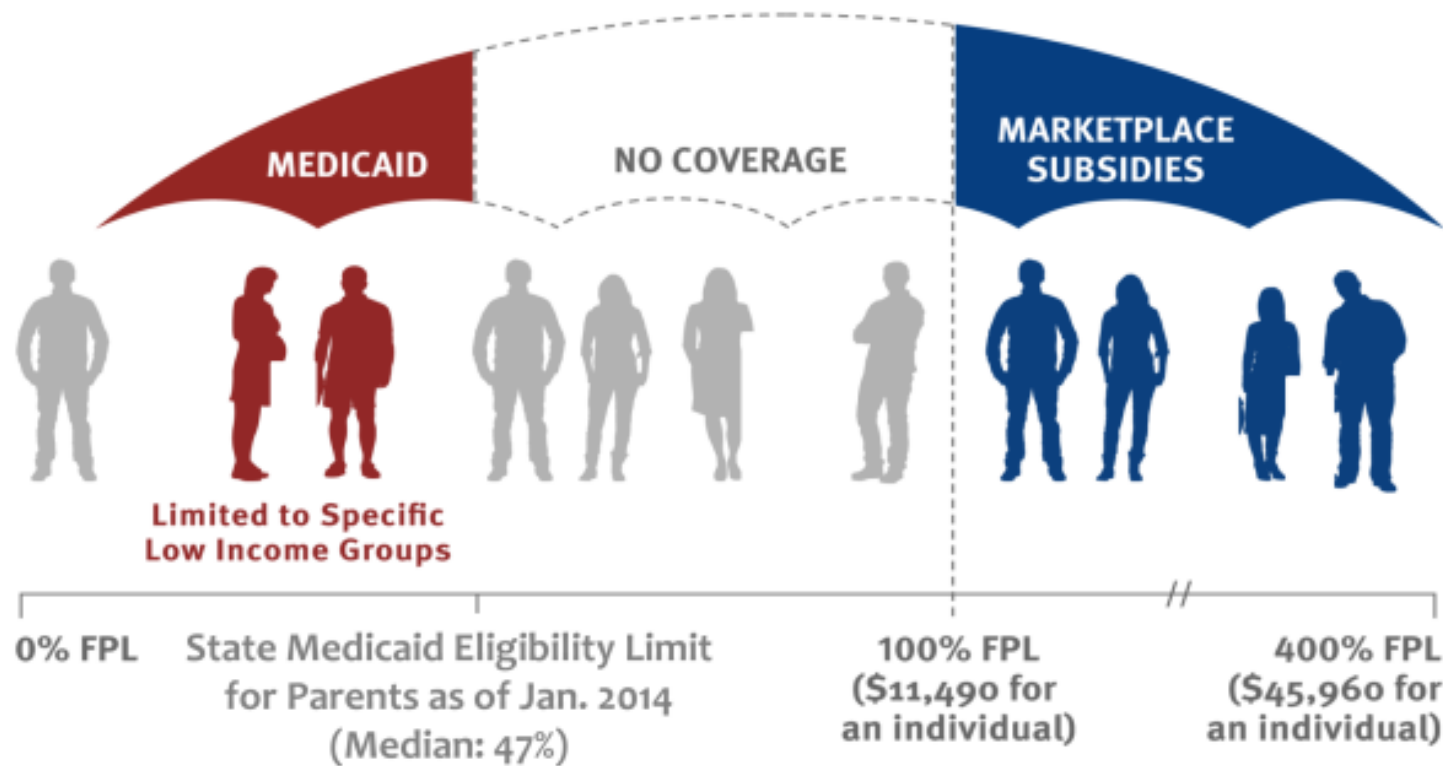 MEDICAID
NO COVERAGE
MARKETPLACE
SUBSIDIES
Limited to Specific
Low Income Groups
0% FPL
State Medicaid Eligibility Limit
for Parents as of Jan. 2014
(Median: 47%)
100% FPL
($11,490 for
an individual)
400% FPL
($45,960 for
an individual)